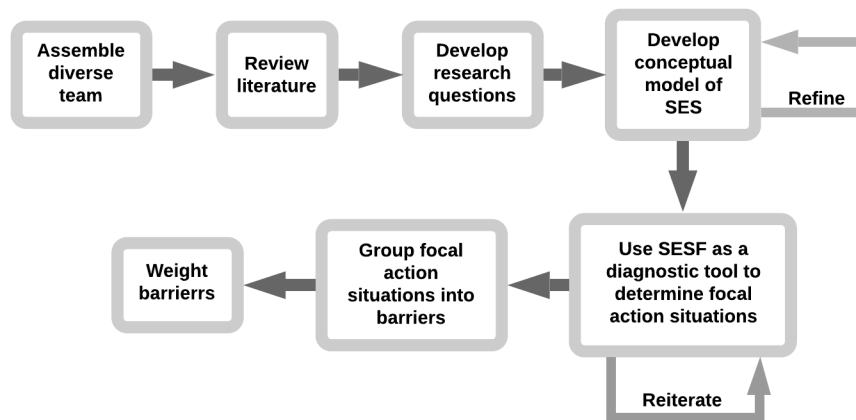 Assemble
diverse
team
Review
literature
Develop
research
questions
Develop
conceptual
model of
SES
Refine
Use SESF as a
diagnostic tool to
determine focal
action situations
Reiterate
Group focal
action
situations into
barriers
Weight
barrierrs